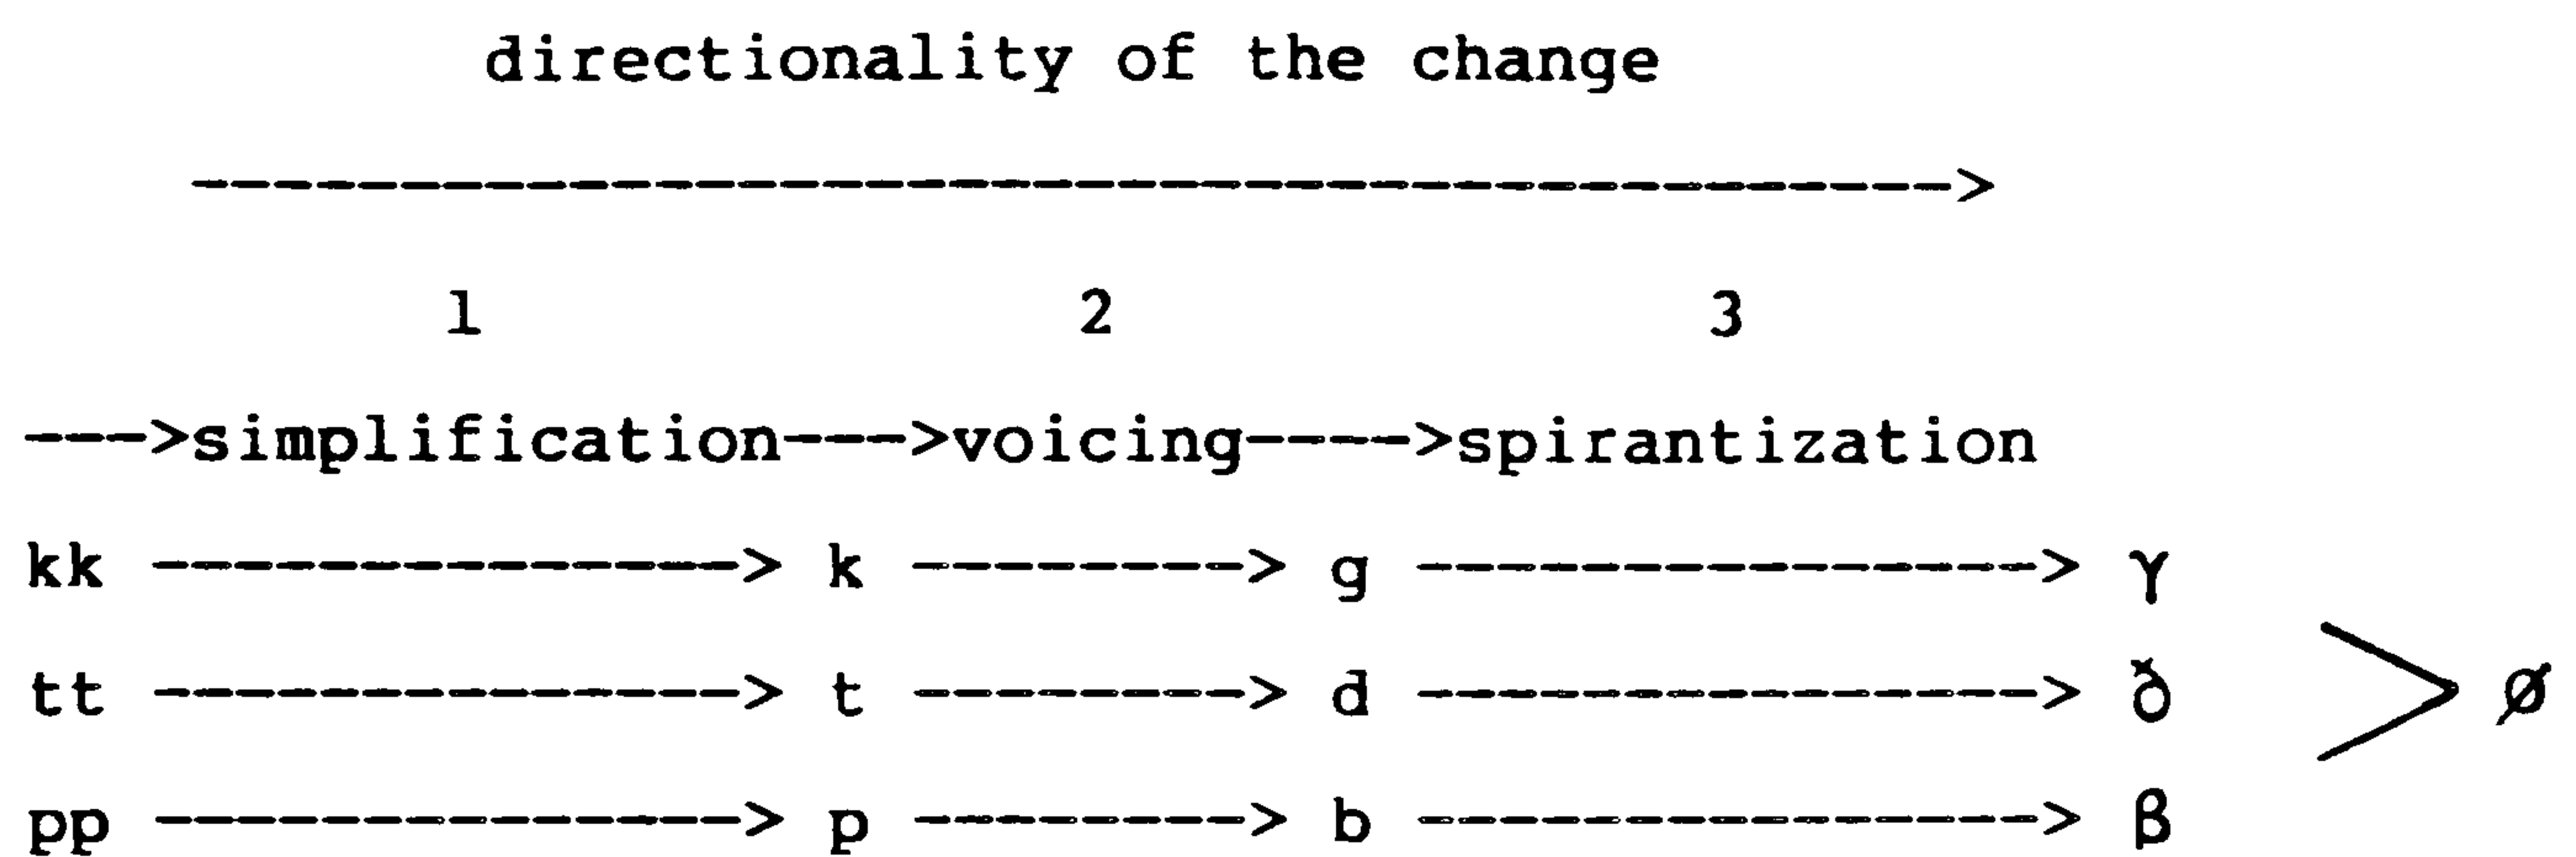 directionality of the change
---------------------------------------->
1 2 3
--->simplification--->voicing---->spirantization
kk --------------> k --------> g ---------------> γ
tt --------------> t --------> d ---------------> ð
> ø
pp --------------> p --------> b ---------------> β